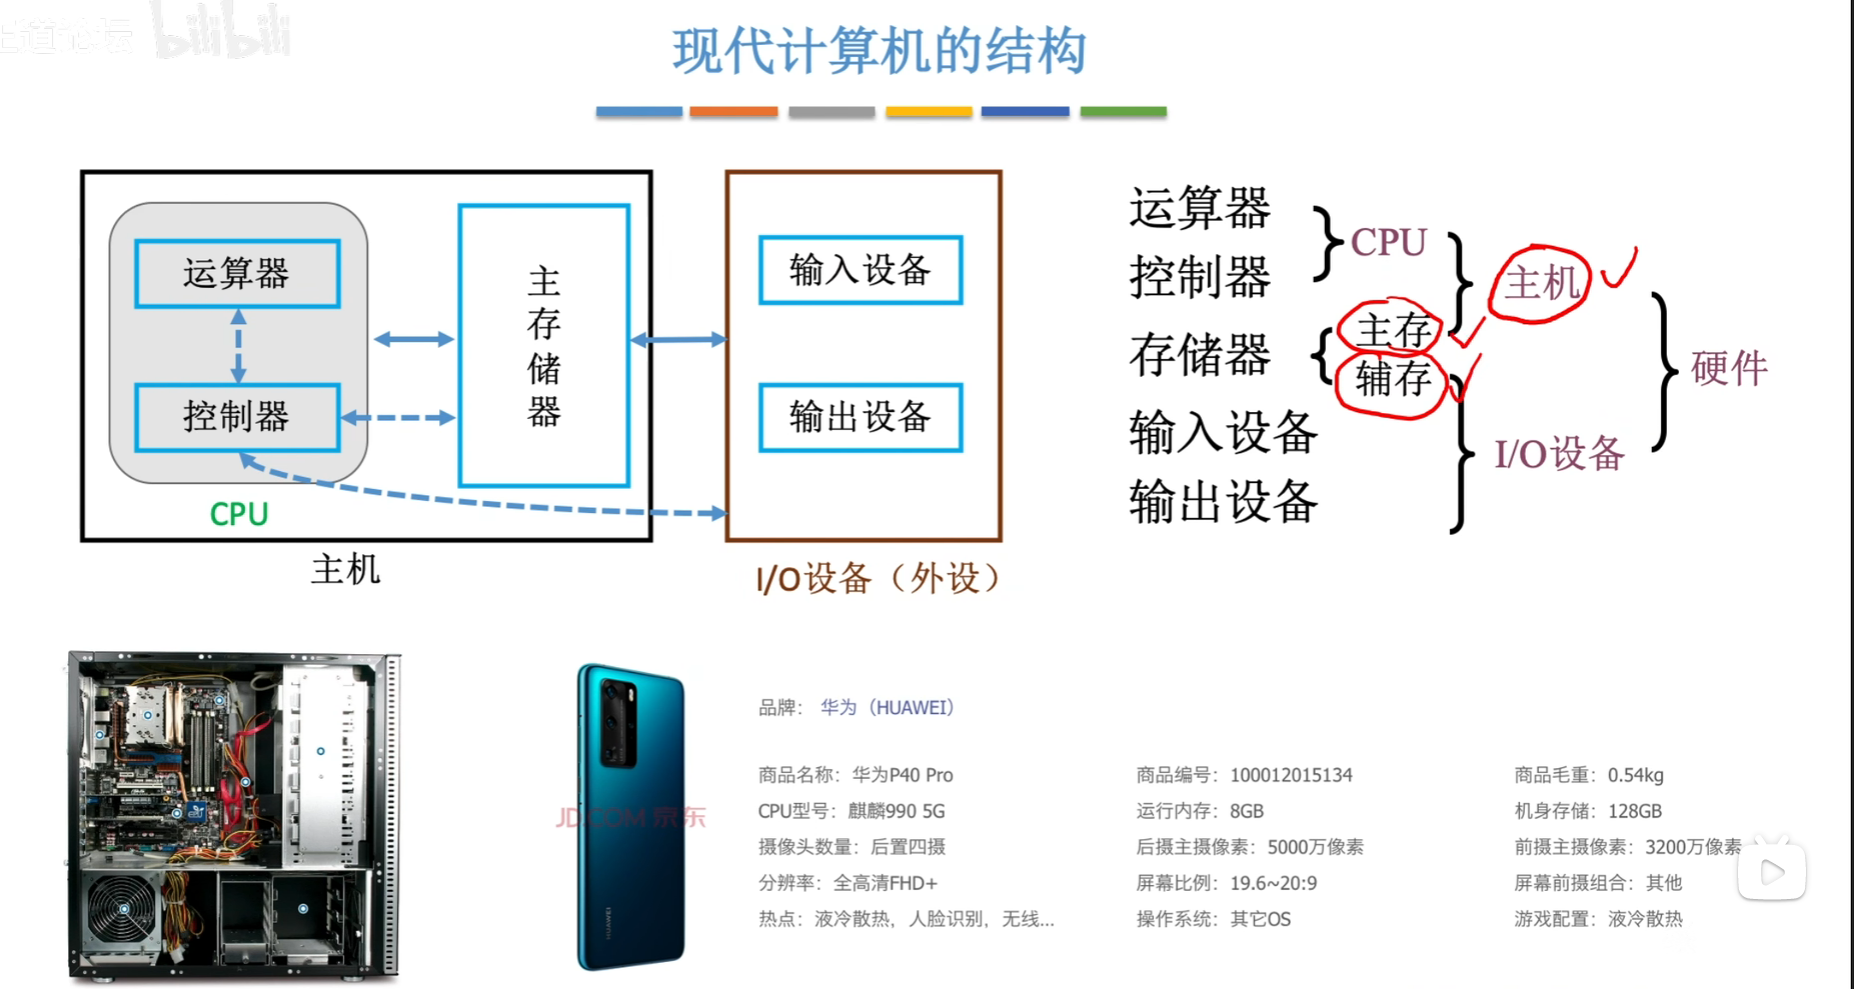 王道论坛 bilibili
现代计算机的结构
运算器
控制器
CPU
主存储器
主机
输入设备
输出设备
I/O设备（外设）
运算器
控制器
存储器
输入设备
输出设备
CPU
主存
辅存
主机
I/O设备
硬件
HUAWEI
JD.COM 京东
品牌： 华为（HUAWEI）
商品名称：华为P40 Pro 商品编号：100012015134 商品毛重：0.54kg
CPU型号：麒麟990 5G 运行内存：8GB 机身存储：128GB
摄像头数量：后置四摄 后摄主摄像素：5000万像素 前摄主摄像素：3200万像素
分辨率：全高清FHD+ 屏幕比例：19.6~20:9 屏幕前摄组合：其他
热点：液冷散热，人脸识别，无线... 操作系统：其它OS 游戏配置：液冷散热